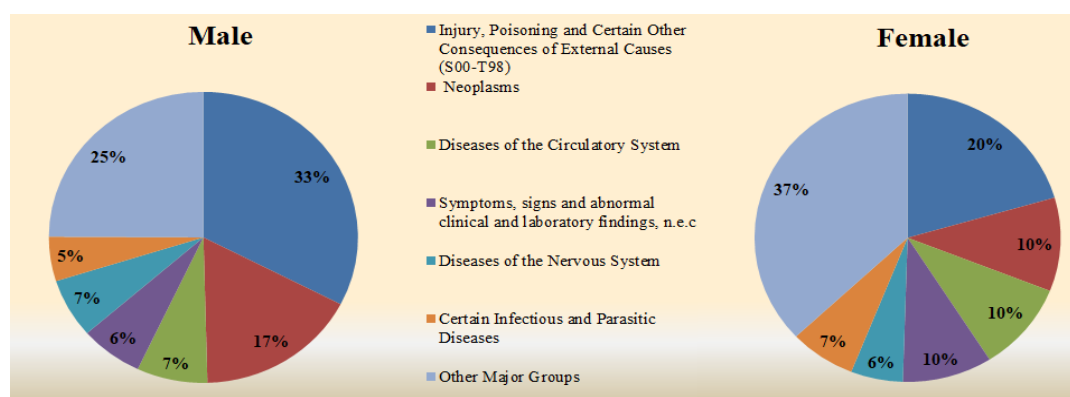 Male
33%
17%
7%
6%
7%
5%
25%
Injury, Poisoning and Certain Other
Consequences of External Causes
(S00-T98)
Neoplasms
Diseases of the Circulatory System
Symptoms, signs and abnormal
clinical and laboratory findings, n.e.c
Diseases of the Nervous System
Certain Infectious and Parasitic
Diseases
Other Major Groups
Female
20%
10%
10%
10%
6%
7%
37%